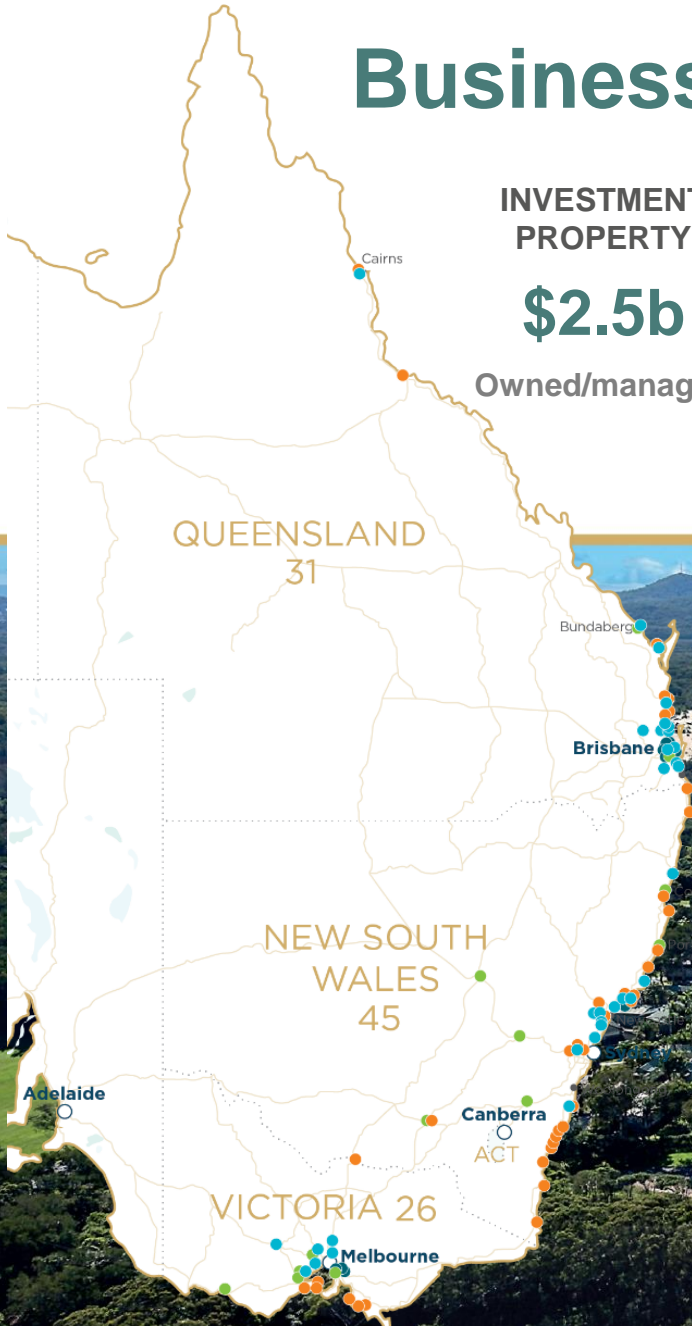 Business
INVESTMENT
PROPERTY
$2.5b
Owned/manag
Cairns
QUEENSLAND
31
Bundaberg
Brisbane
NEW SOUTH
WALES
45
Sydney
Adelaide
Canberra
ACT
VICTORIA 26
Melbourne